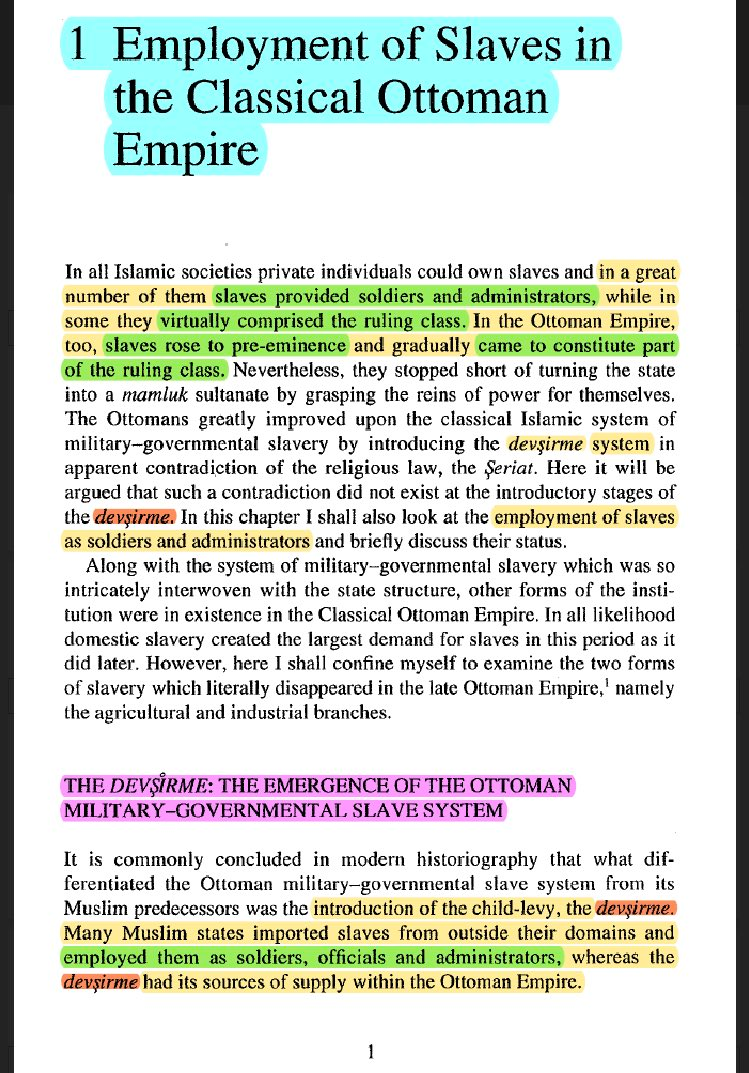 1 Employment of Slaves in
the Classical Ottoman
Empire
In all Islamic societies private individuals could own slaves and in a great
number of them slaves provided soldiers and administrators, while in
some they virtually comprised the ruling class. In the Ottoman Empire,
too, slaves rose to pre-eminence and gradually came to constitute part
of the ruling class. Nevertheless, they stopped short of turning the state
into a mamluk sultanate by grasping the reins of power for themselves.
The Ottomans greatly improved upon the classical Islamic system of
military–governmental slavery by introducing the devşirme system in
apparent contradiction of the religious law, the Şeriat. Here it will be
argued that such a contradiction did not exist at the introductory stages of
the devşirme. In this chapter I shall also look at the employment of slaves
as soldiers and administrators and briefly discuss their status.
Along with the system of military–governmental slavery which was so
intricately interwoven with the state structure, other forms of the insti-
tution were in existence in the Classical Ottoman Empire. In all likelihood
domestic slavery created the largest demand for slaves in this period as it
did later. However, here I shall confine myself to examine the two forms
of slavery which literally disappeared in the late Ottoman Empire,¹ namely
the agricultural and industrial branches.
THE DEVŞİRME: THE EMERGENCE OF THE OTTOMAN
MILITARY–GOVERNMENTAL SLAVE SYSTEM
It is commonly concluded in modern historiography that what dif-
ferentiated the Ottoman military–governmental slave system from its
Muslim predecessors was the introduction of the child-levy, the devşirme.
Many Muslim states imported slaves from outside their domains and
employed them as soldiers, officials and administrators, whereas the
devşirme had its sources of supply within the Ottoman Empire.
1